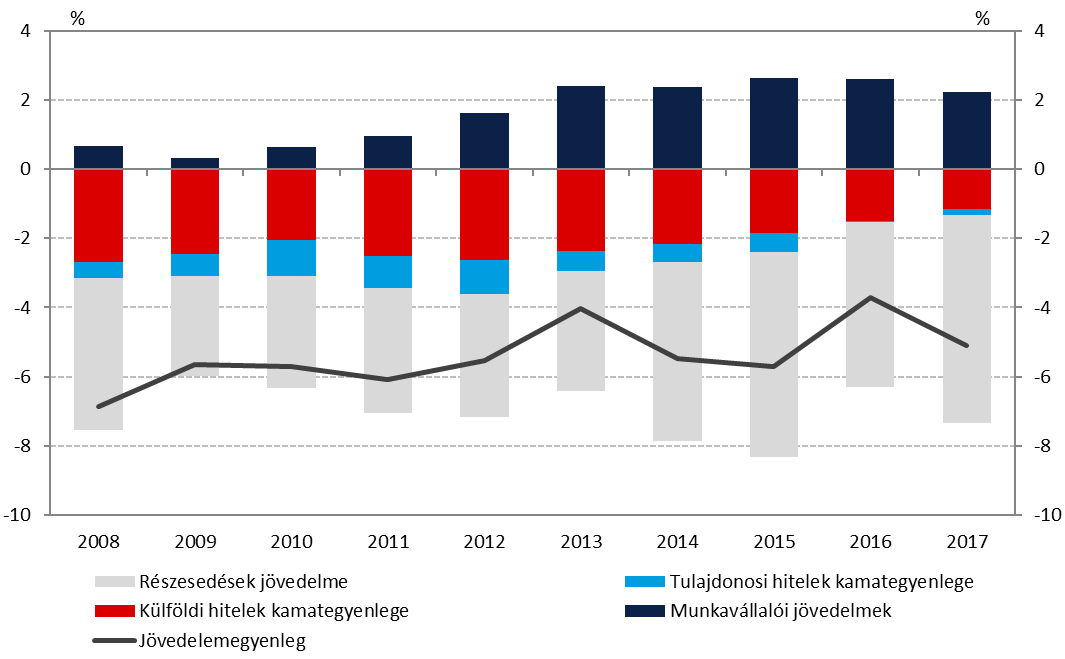 % %
4 4
2 2
0 0
-2 -2
-4 -4
-6 -6
-8 -8
-10 -10
2008 2009 2010 2011 2012 2013 2014 2015 2016 2017
Részesedések jövedelme Tulajdonosi hitelek kamategyenlege
Külföldi hitelek kamategyenlege Munkavállalói jövedelmek
Jövedelemegyenleg